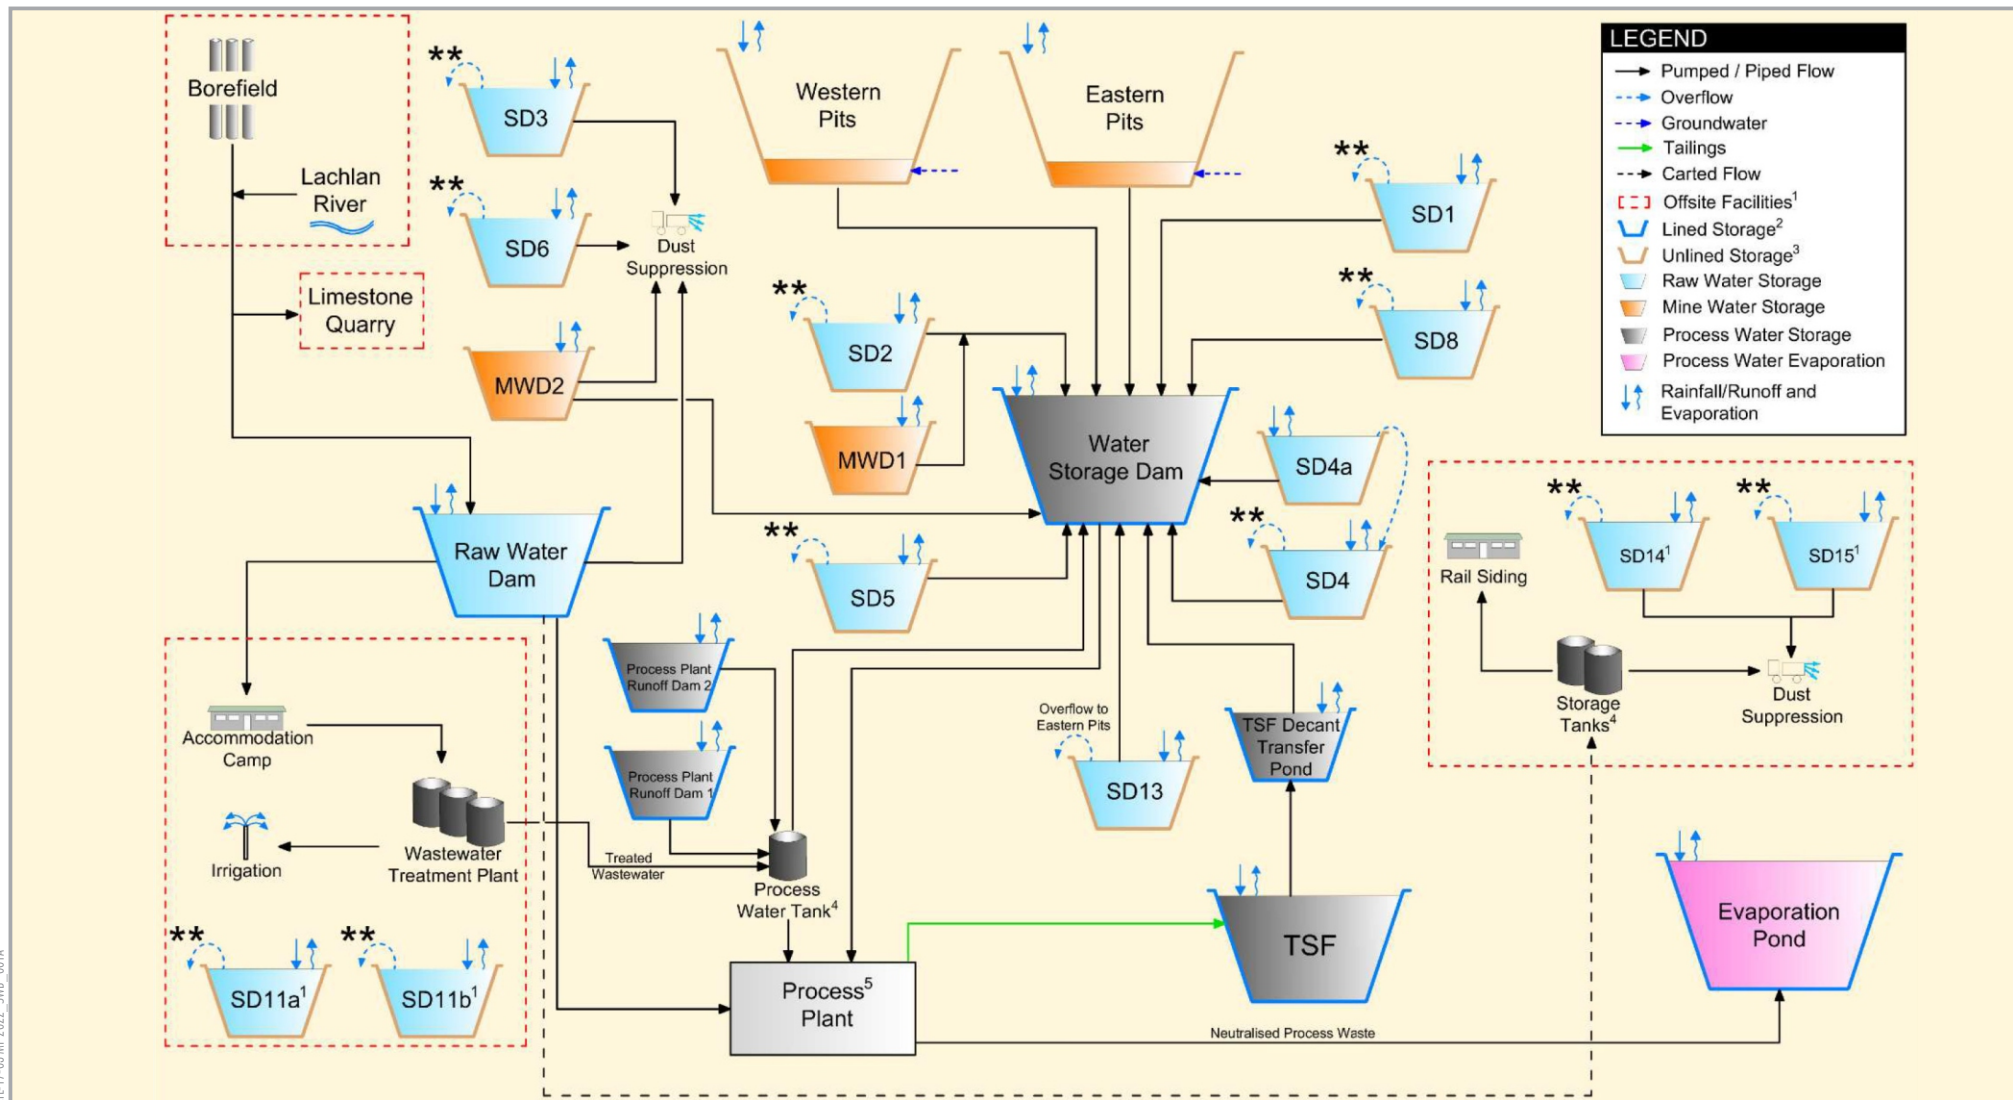 Borefield
Lachlan
River
Limestone
Quarry
**
SD3
**
SD6
Dust
Suppression
MWD2
Western
Pits
Eastern
Pits
**
SD1
**
SD8
**
SD2
MWD1
Water
Storage Dam
SD4a
**
SD4
**
SD5
LEGEND
Pumped / Piped Flow
Overflow
Groundwater
Tailings
Carted Flow
Offsite Facilities¹
Lined Storage²
Unlined Storage³
Raw Water Storage
Mine Water Storage
Process Water Storage
Process Water Evaporation
Rainfall/Runoff and
Evaporation
Raw Water
Dam
Accommodation
Camp
Wastewater
Treatment Plant
Irrigation
**
SD11a¹
**
SD11b¹
Process Plant
Runoff Dam 2
Process Plant
Runoff Dam 1
Treated
Wastewater
Process
Water Tank⁴
Process⁵
Plant
Overflow to
Eastern Pits
SD13
TSF Decant
Transfer
Pond
TSF
Neutralised Process Waste
Evaporation
Pond
**
SD14¹
**
SD15¹
Rail Siding
Storage
Tanks⁴
Dust
Suppression